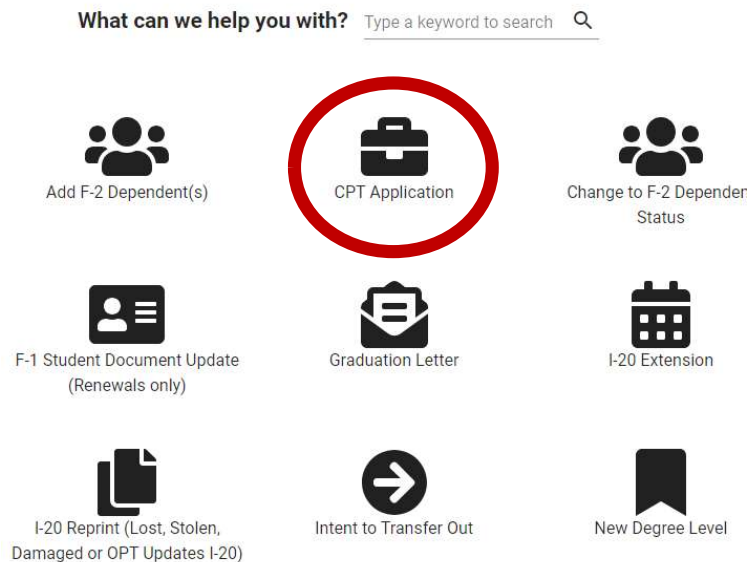 What can we help you with? Type a keyword to search
Add F-2 Dependent(s)
CPT Application
Change to F-2 Dependen
Status
F-1 Student Document Update
(Renewals only)
Graduation Letter
I-20 Extension
I-20 Reprint (Lost, Stolen,
Damaged or OPT Updates I-20)
Intent to Transfer Out
New Degree Level